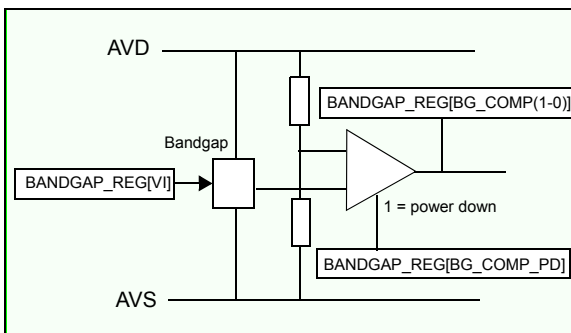 AVD
BANDGAP_REG[BG_COMP(1-0)]
Bandgap
BANDGAP_REG[VI]
1 = power down
BANDGAP_REG[BG_COMP_PD]
AVS